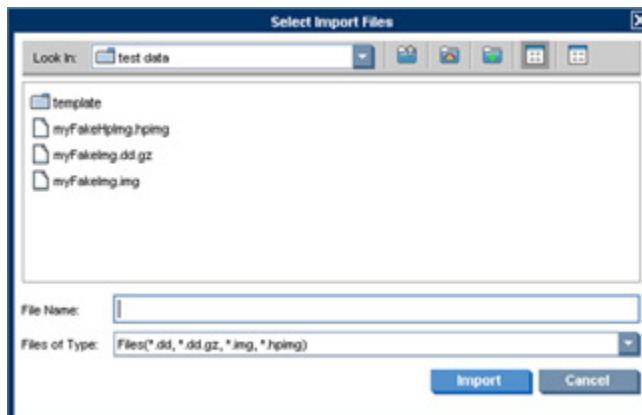 Select Import Files
Look In: test data
template
myFakeHpImg.hpimg
myFakeImg.dd.gz
myFakeImg.img
File Name:
Files of Type: Files(*.dd, *.dd.gz, *.img, *.hpimg)
Import Cancel